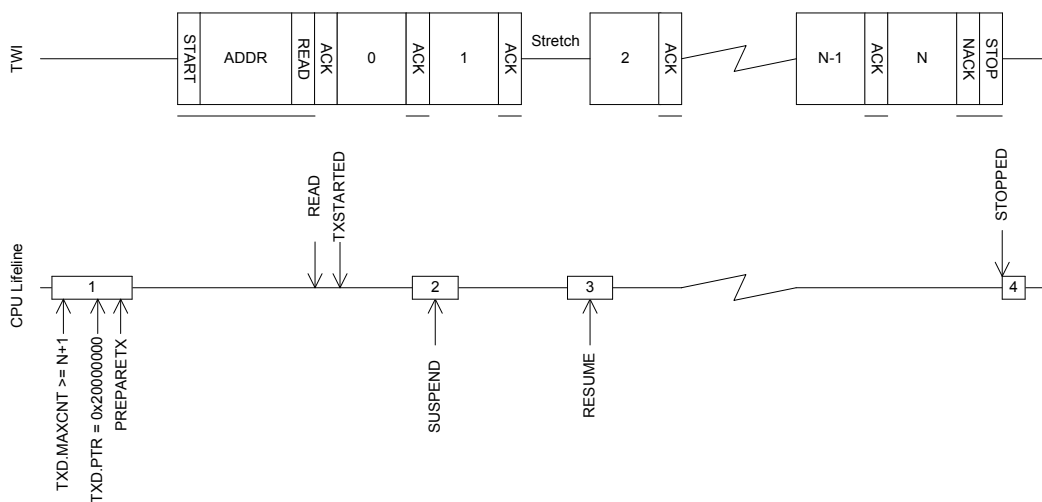 TWI
START
ADDR
READ
ACK
0
ACK
1
ACK
Stretch
2
ACK
N-1
ACK
N
NACK
STOP
CPU Lifeline
READ
TXSTARTED
STOPPED
1
2
3
4
TXD.MAXCNT >= N+1
TXD.PTR = 0x20000000
PREPARETX
SUSPEND
RESUME